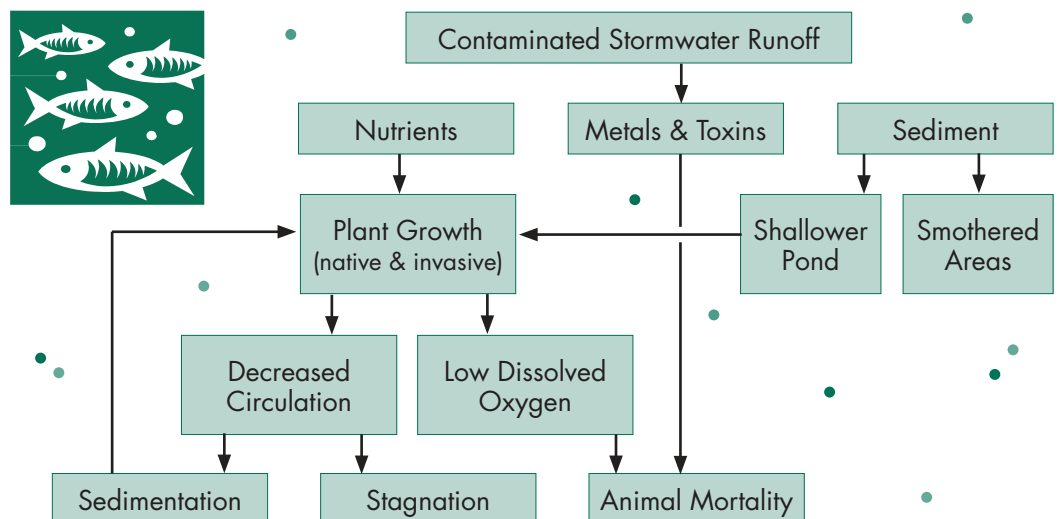 Contaminated Stormwater Runoff
Nutrients
Metals & Toxins
Sediment
Plant Growth
(native & invasive)
Shallower
Pond
Smothered
Areas
Decreased
Circulation
Low Dissolved
Oxygen
Sedimentation
Stagnation
Animal Mortality